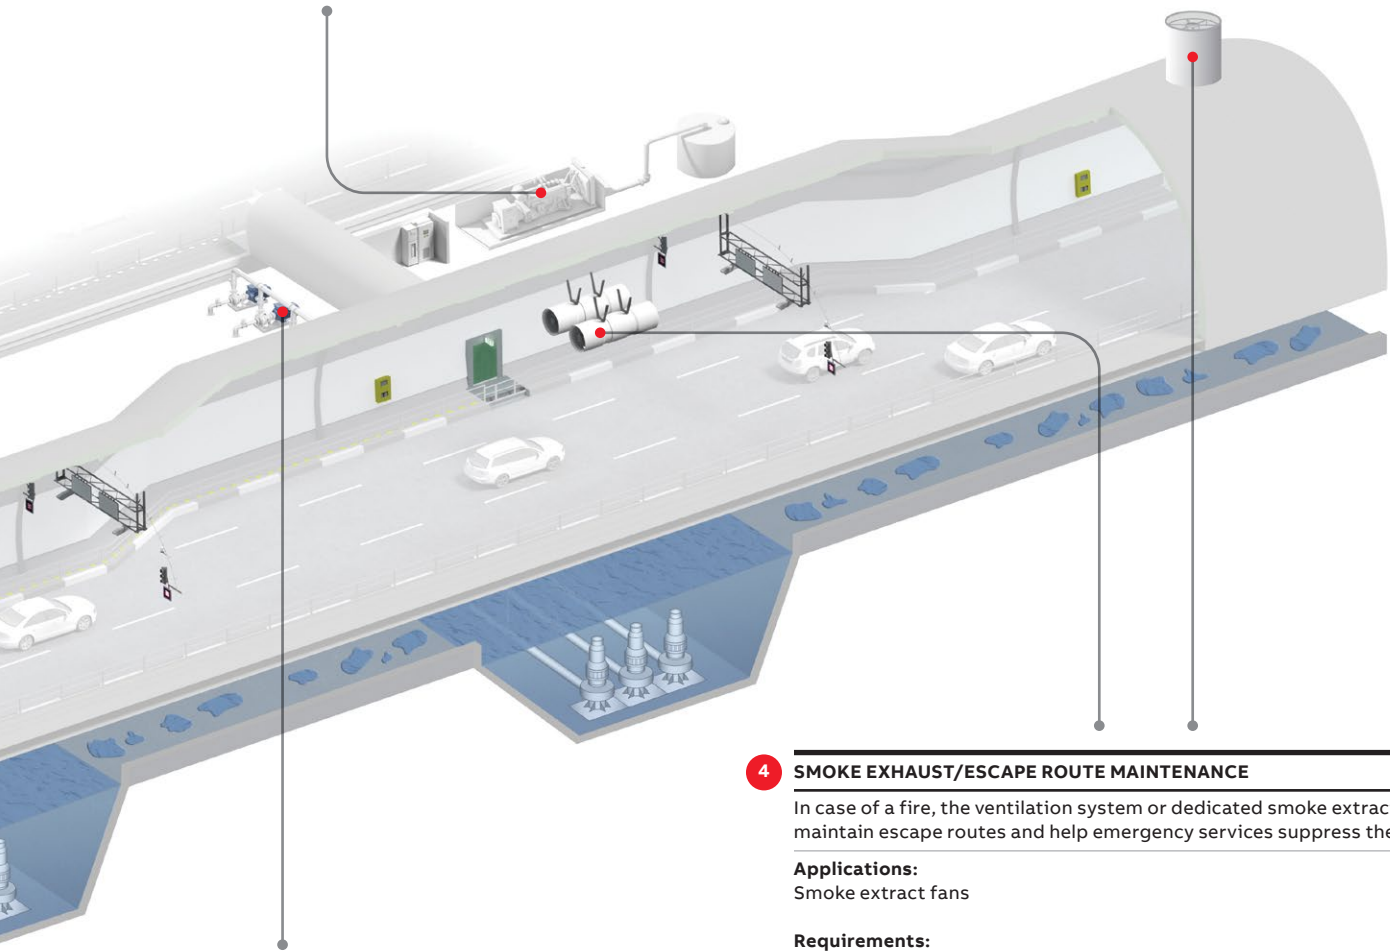 4
SMOKE EXHAUST/ESCAPE ROUTE MAINTENANCE
In case of a fire, the ventilation system or dedicated smoke extrac
maintain escape routes and help emergency services suppress the
Applications:
Smoke extract fans
Requirements: